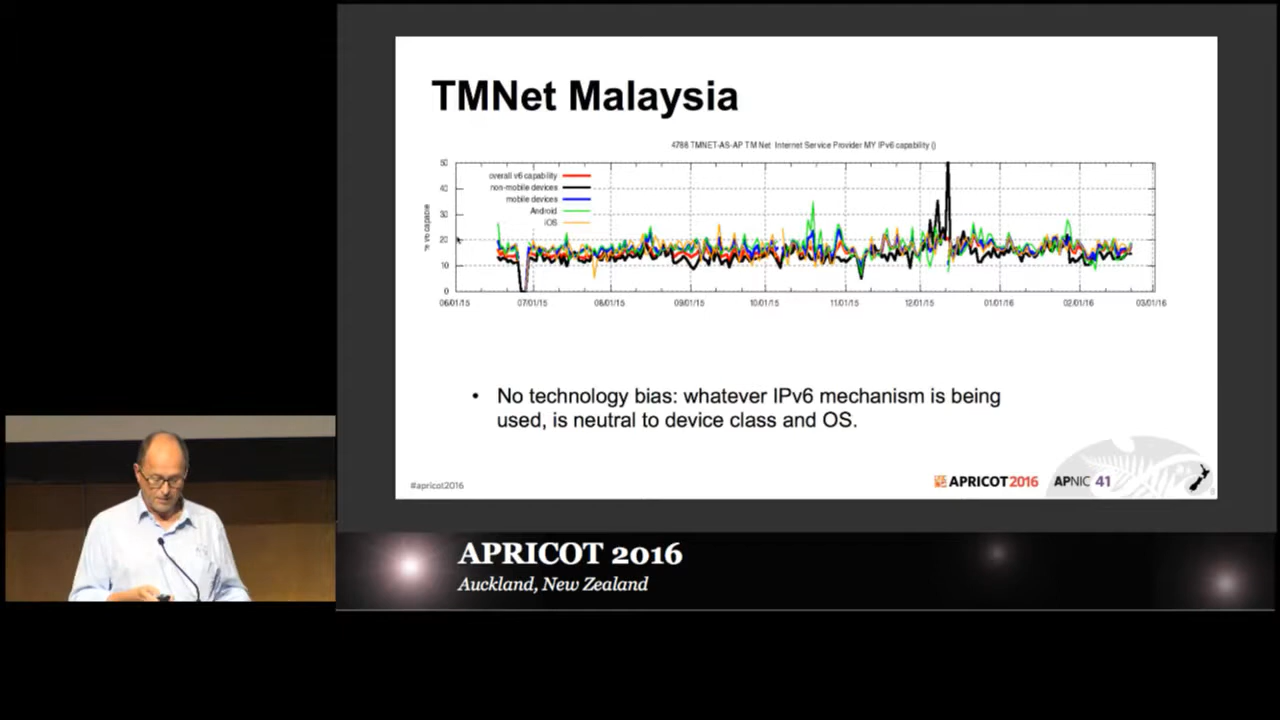 TMNet Malaysia
4788 TMNET-AS-AP TM Net Internet Service Provider MY IPv6 capability ()
50
40
30
20
10
0
% v6 capable
overall v6 capability
non-mobile devices
mobile devices
Android
iOS
06/01/15 07/01/15 08/01/15 09/01/15 10/01/15 11/01/15 12/01/15 01/01/16 02/01/16 03/01/16
• No technology bias: whatever IPv6 mechanism is being
used, is neutral to device class and OS.
#apricot2016
APRICOT 2016 APNIC 41
APRICOT 2016
Auckland, New Zealand